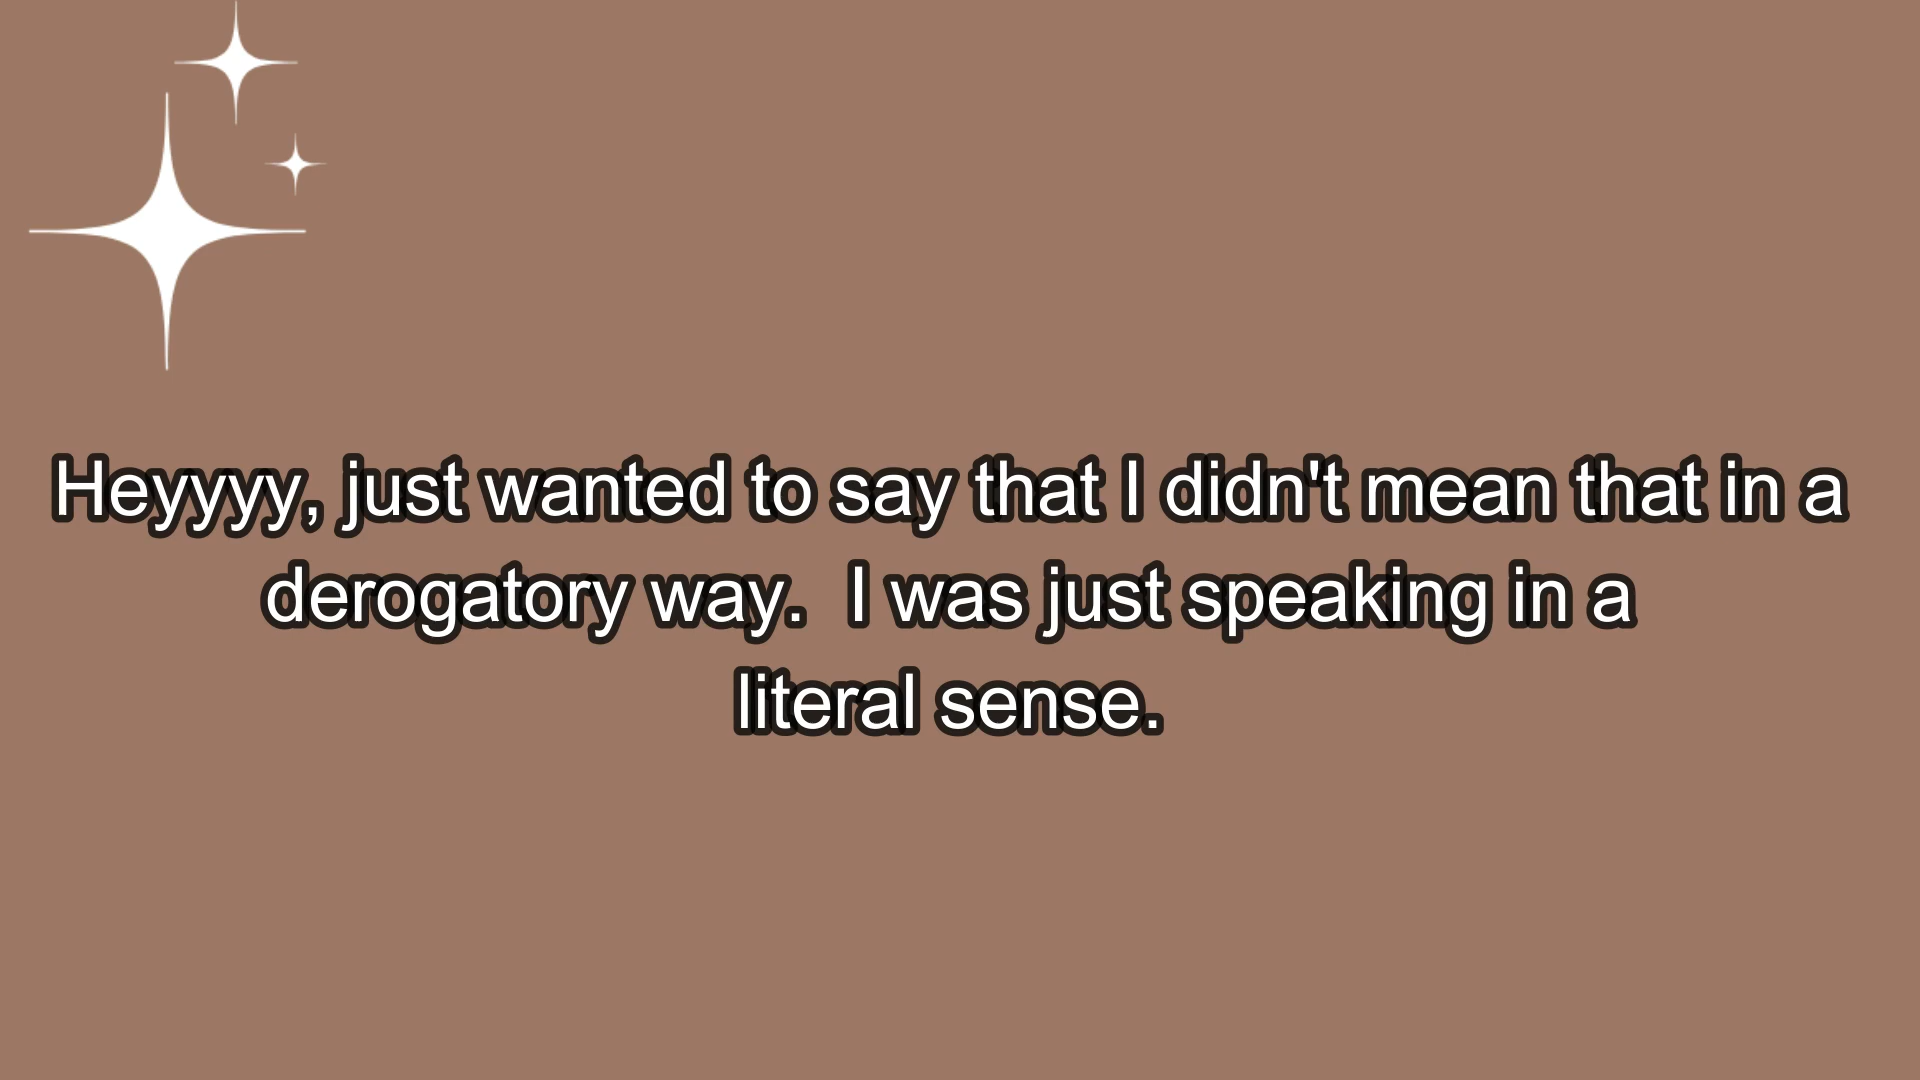 Heyyyy, just wanted to say that I didn't mean that in a
derogatory way.  I was just speaking in a
literal sense.